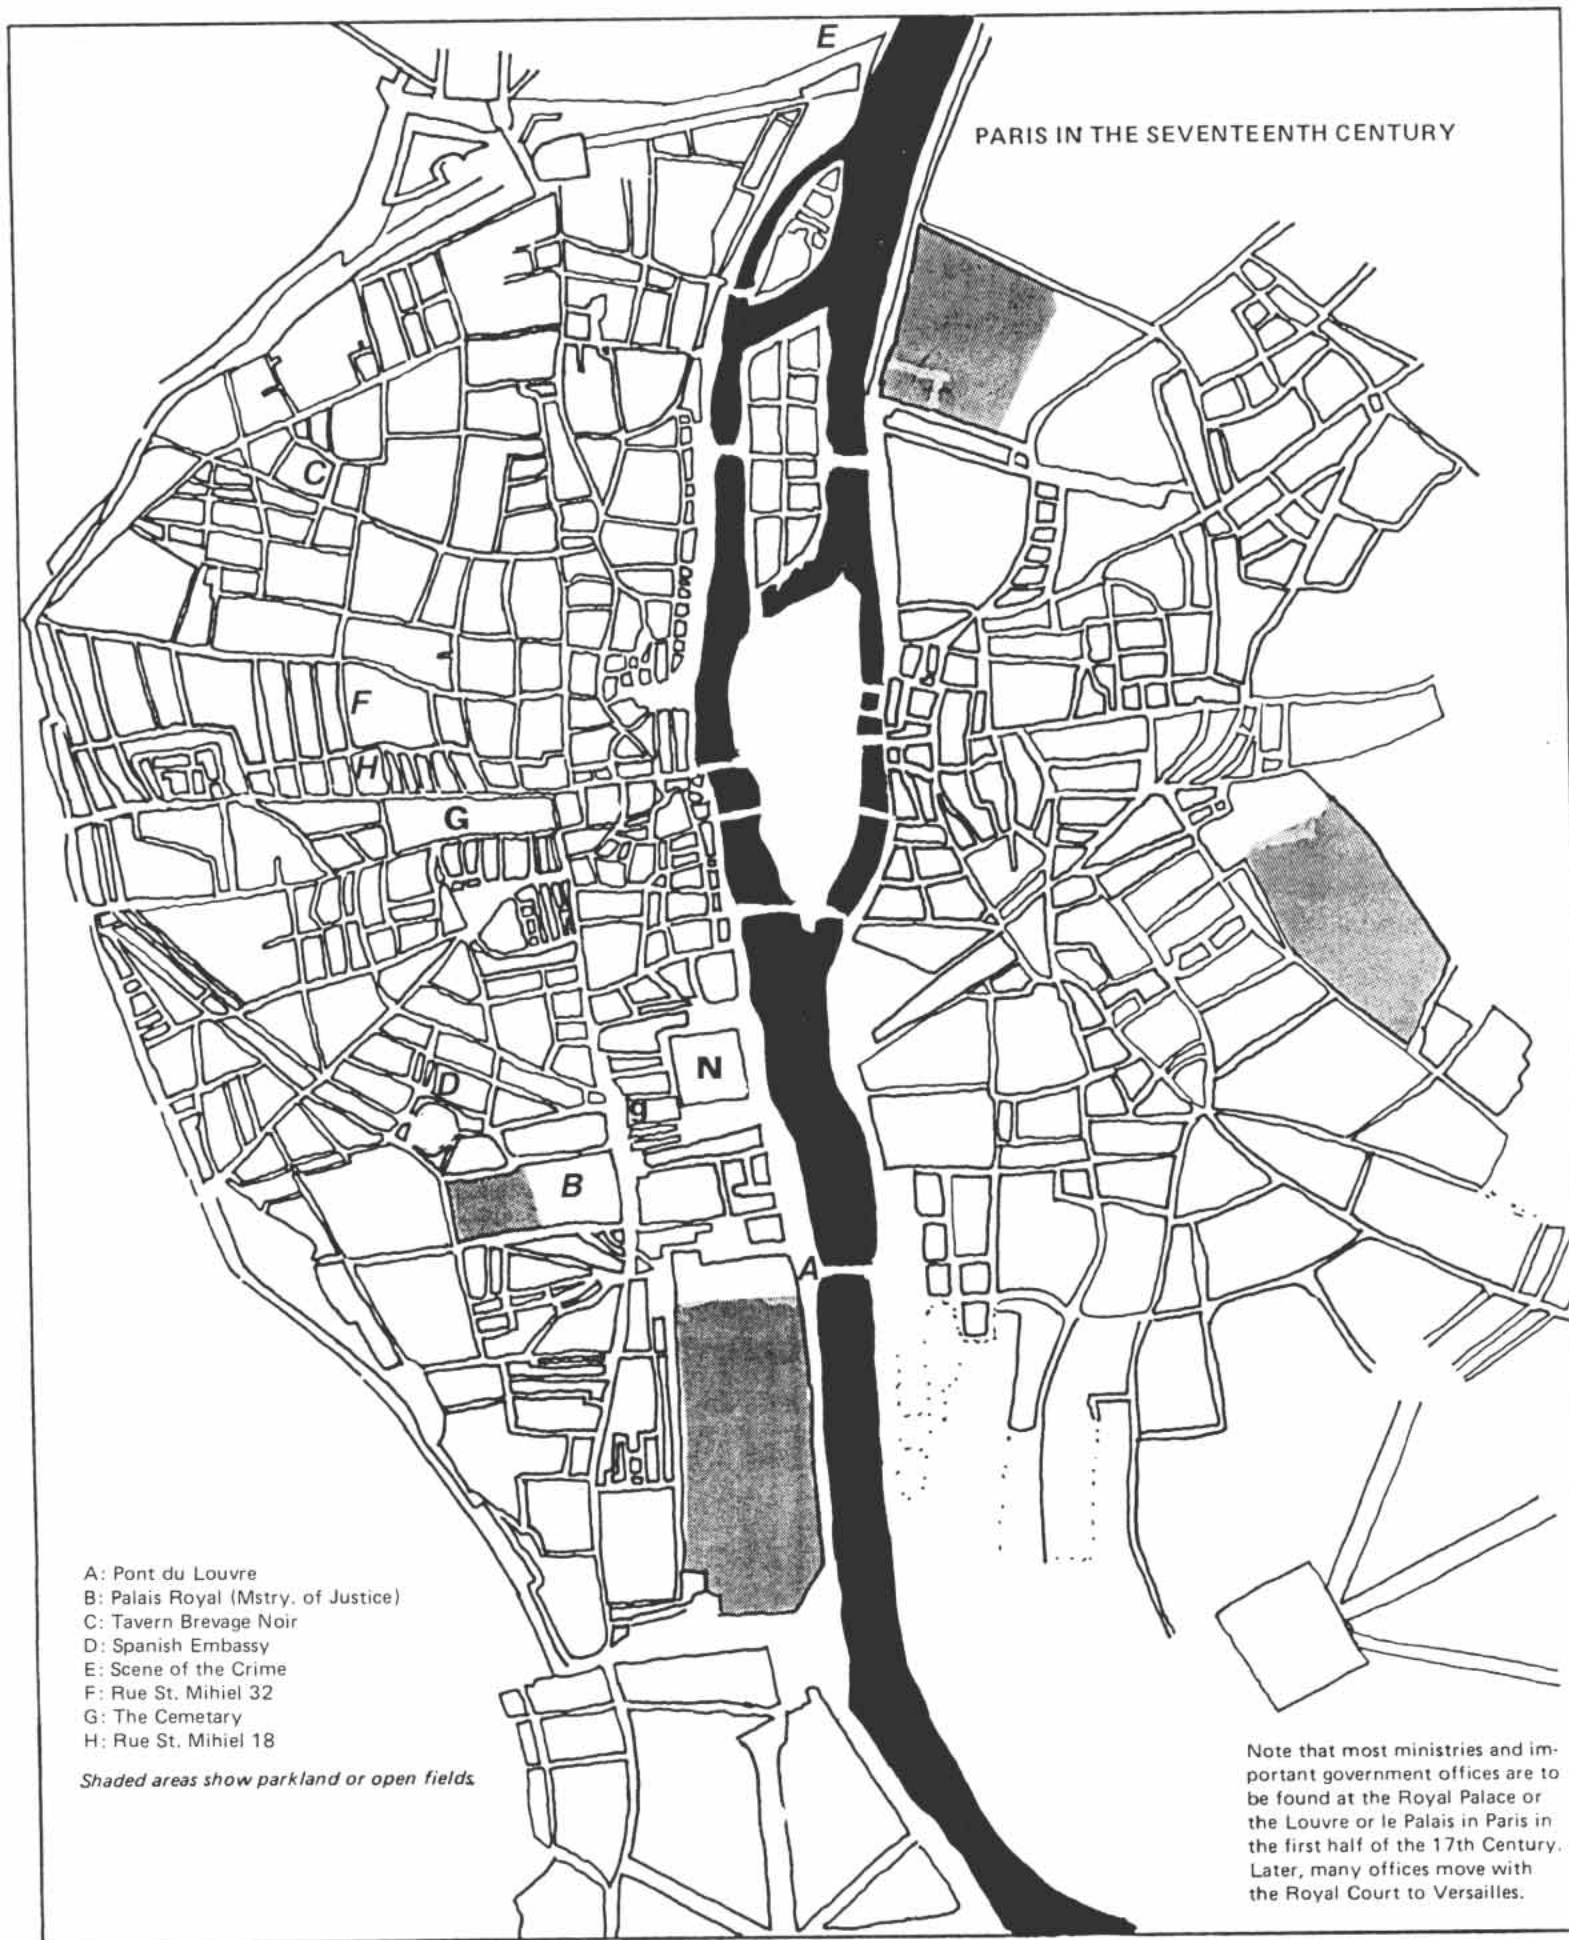 E
PARIS IN THE SEVENTEENTH CENTURY
C
F
H
G
N
D
g
B
A
A: Pont du Louvre
B: Palais Royal (Mstry. of Justice)
C: Tavern Brevage Noir
D: Spanish Embassy
E: Scene of the Crime
F: Rue St. Mihiel 32
G: The Cemetary
H: Rue St. Mihiel 18
Shaded areas show parkland or open fields.
Note that most ministries and im-
portant government offices are to
be found at the Royal Palace or
the Louvre or le Palais in Paris in
the first half of the 17th Century.
Later, many offices move with
the Royal Court to Versailles.